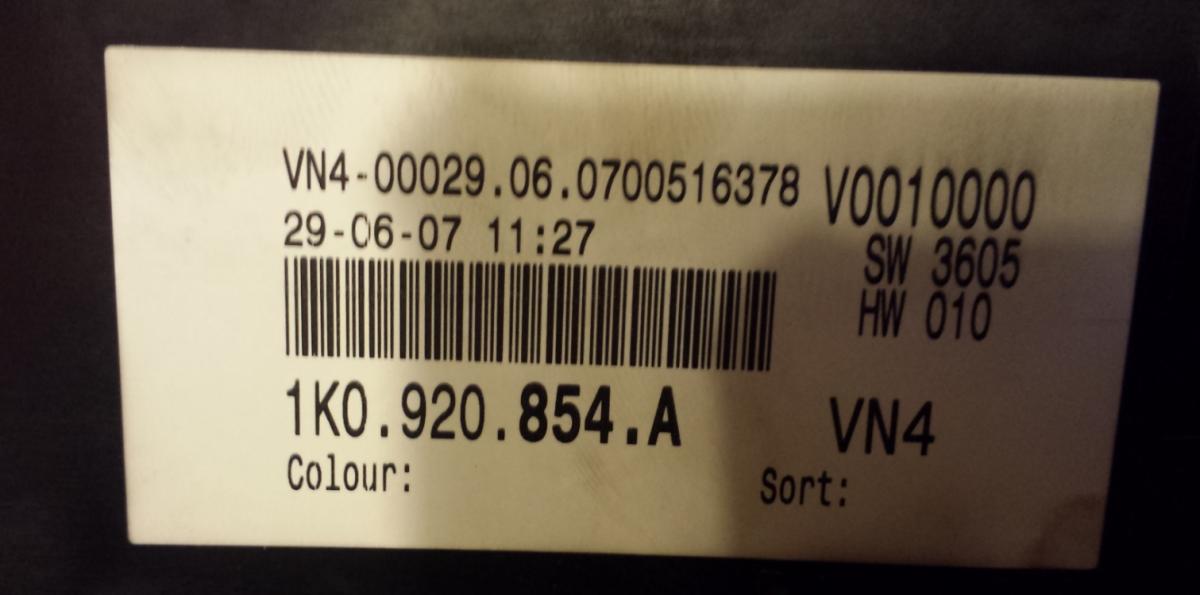 VN4-00029.06.0700516378 V0010000
29-06-07 11:27
SW 3605
HW 010
1K0.920.854.A VN4
Colour: Sort: